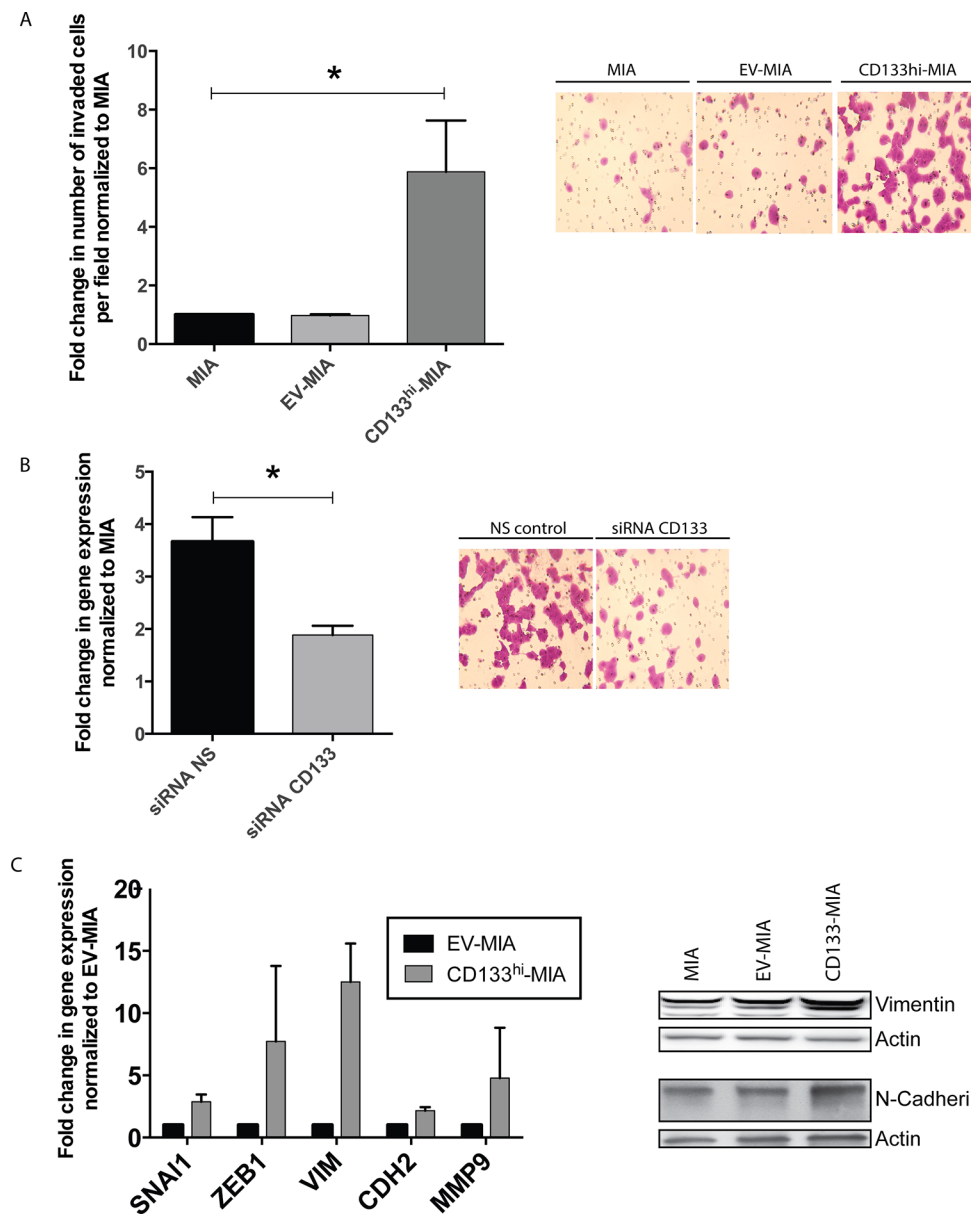 A
Fold change in number of invaded cells
per field normalized to MIA
10
8
6
4
2
0
*
MIA
EV-MIA
CD133hi-MIA
MIA
EV-MIA
CD133hi-MIA
B
Fold change in gene expression
normalized to MIA
5
4
3
2
1
0
*
siRNA NS
siRNA CD133
NS control
siRNA CD133
C
Fold change in gene expression
normalized to EV-MIA
20
15
10
5
0
EV-MIA
CD133hi-MIA
SNAI1
ZEB1
VIM
CDH2
MMP9
MIA
EV-MIA
CD133-MIA
Vimentin
Actin
N-Cadheri
Actin